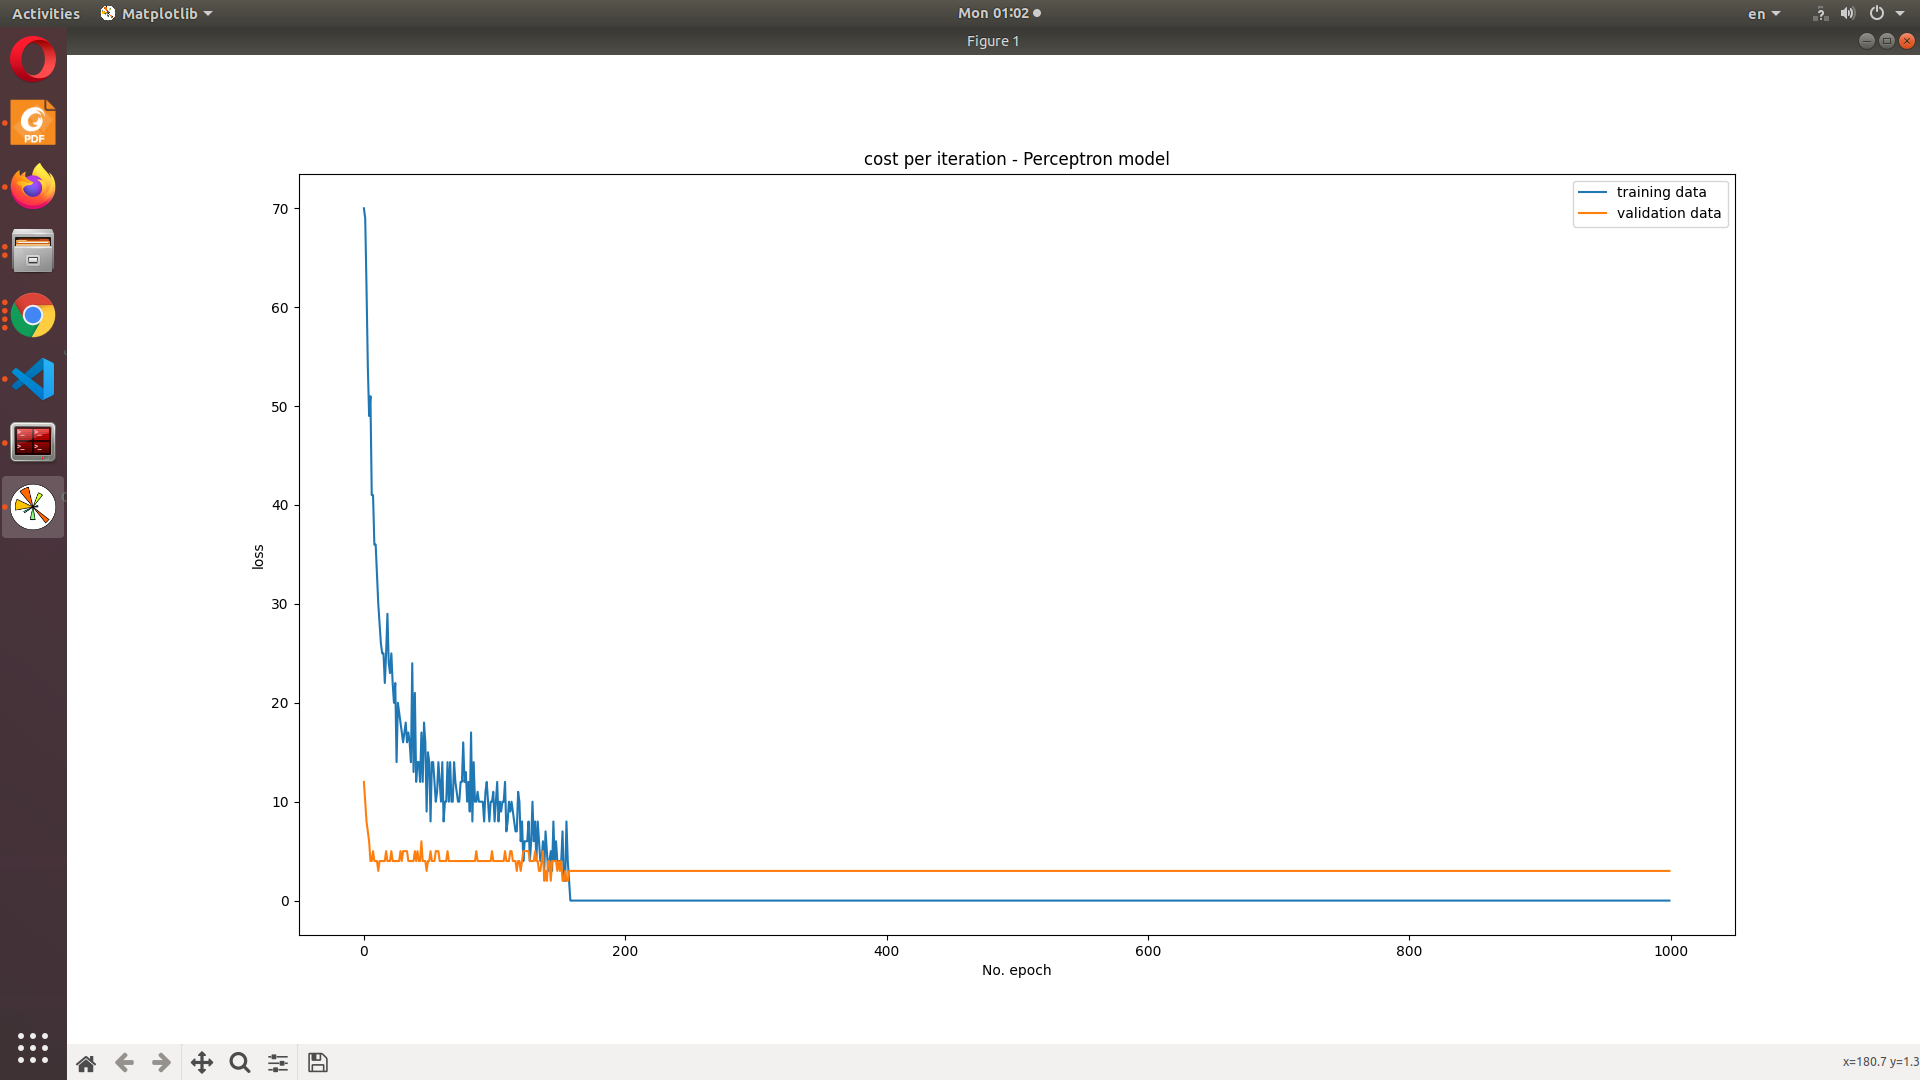 Activities
Matplotlib
Mon 01:02
en
Figure 1
PDF
cost per iteration - Perceptron model
training data
validation data
70
60
50
40
30
20
10
0
loss
0
200
400
600
800
1000
No. epoch
x=180.7 y=1.3